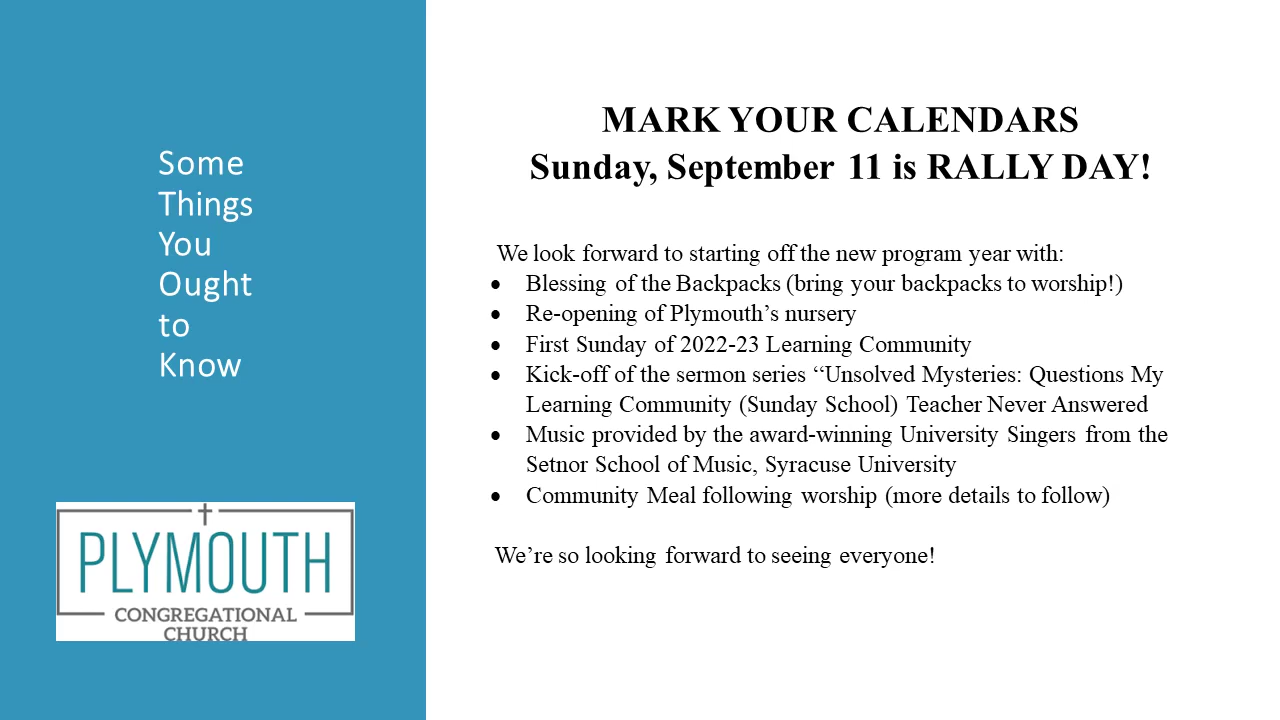 Some
Things
You
Ought
to
Know
PLYMOUTH
CONGREGATIONAL
CHURCH
MARK YOUR CALENDARS
Sunday, September 11 is RALLY DAY!
We look forward to starting off the new program year with:
• Blessing of the Backpacks (bring your backpacks to worship!)
• Re-opening of Plymouth’s nursery
• First Sunday of 2022-23 Learning Community
• Kick-off of the sermon series “Unsolved Mysteries: Questions My
Learning Community (Sunday School) Teacher Never Answered
• Music provided by the award-winning University Singers from the
Setnor School of Music, Syracuse University
• Community Meal following worship (more details to follow)
We’re so looking forward to seeing everyone!